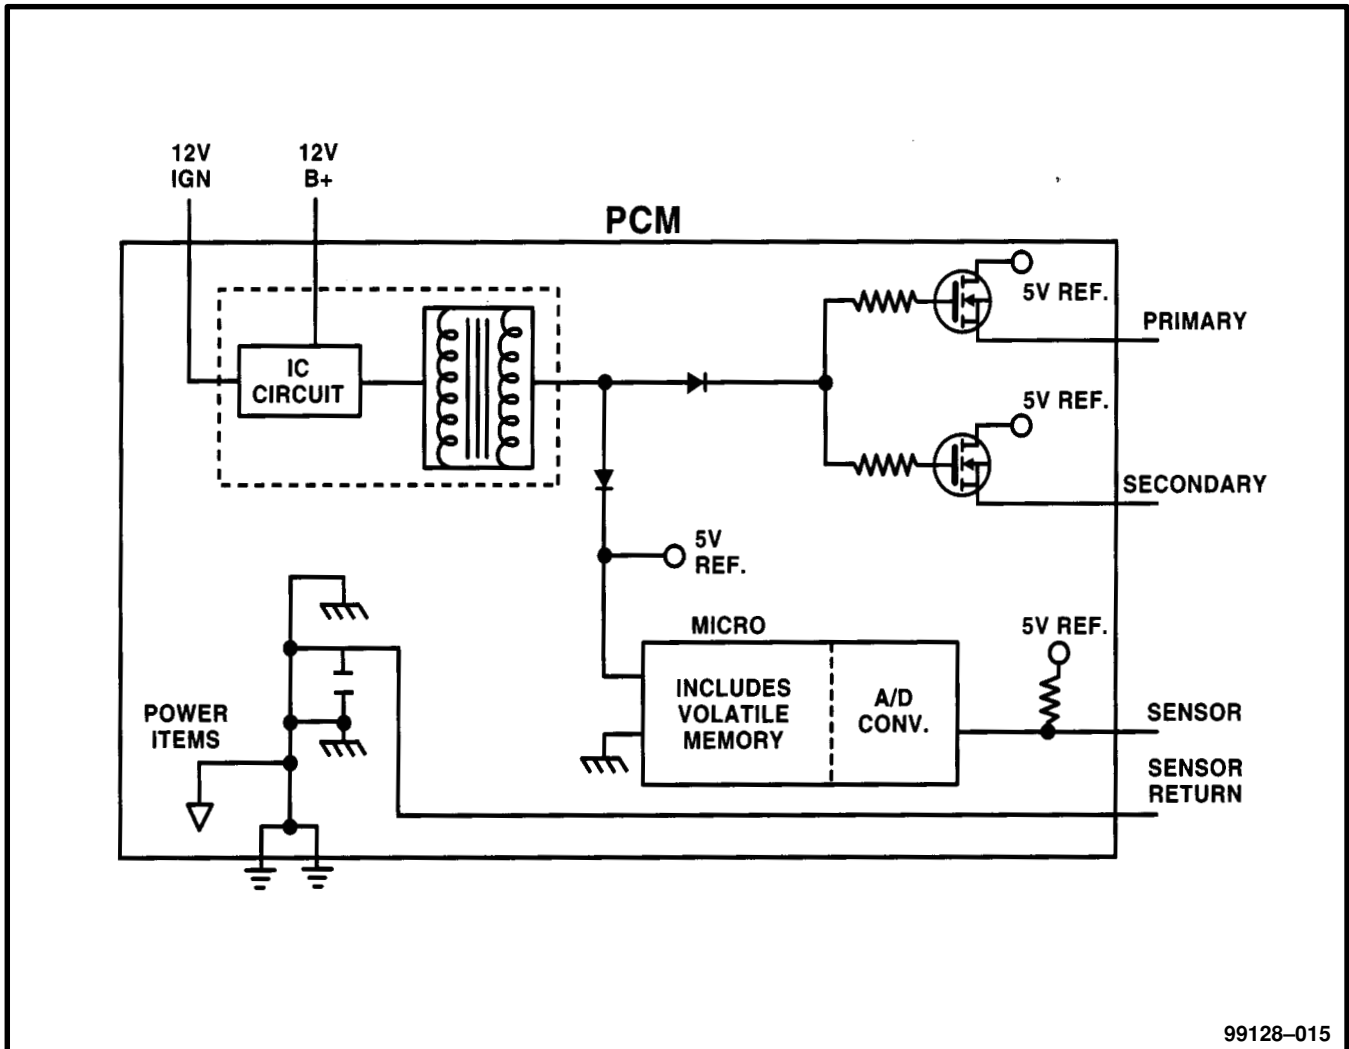 12V
IGN
12V
B+
PCM
IC
CIRCUIT
5V REF.
PRIMARY
5V REF.
SECONDARY
5V
REF.
MICRO
INCLUDES
VOLATILE
MEMORY
A/D
CONV.
5V REF.
SENSOR
SENSOR
RETURN
POWER
ITEMS
99128–015